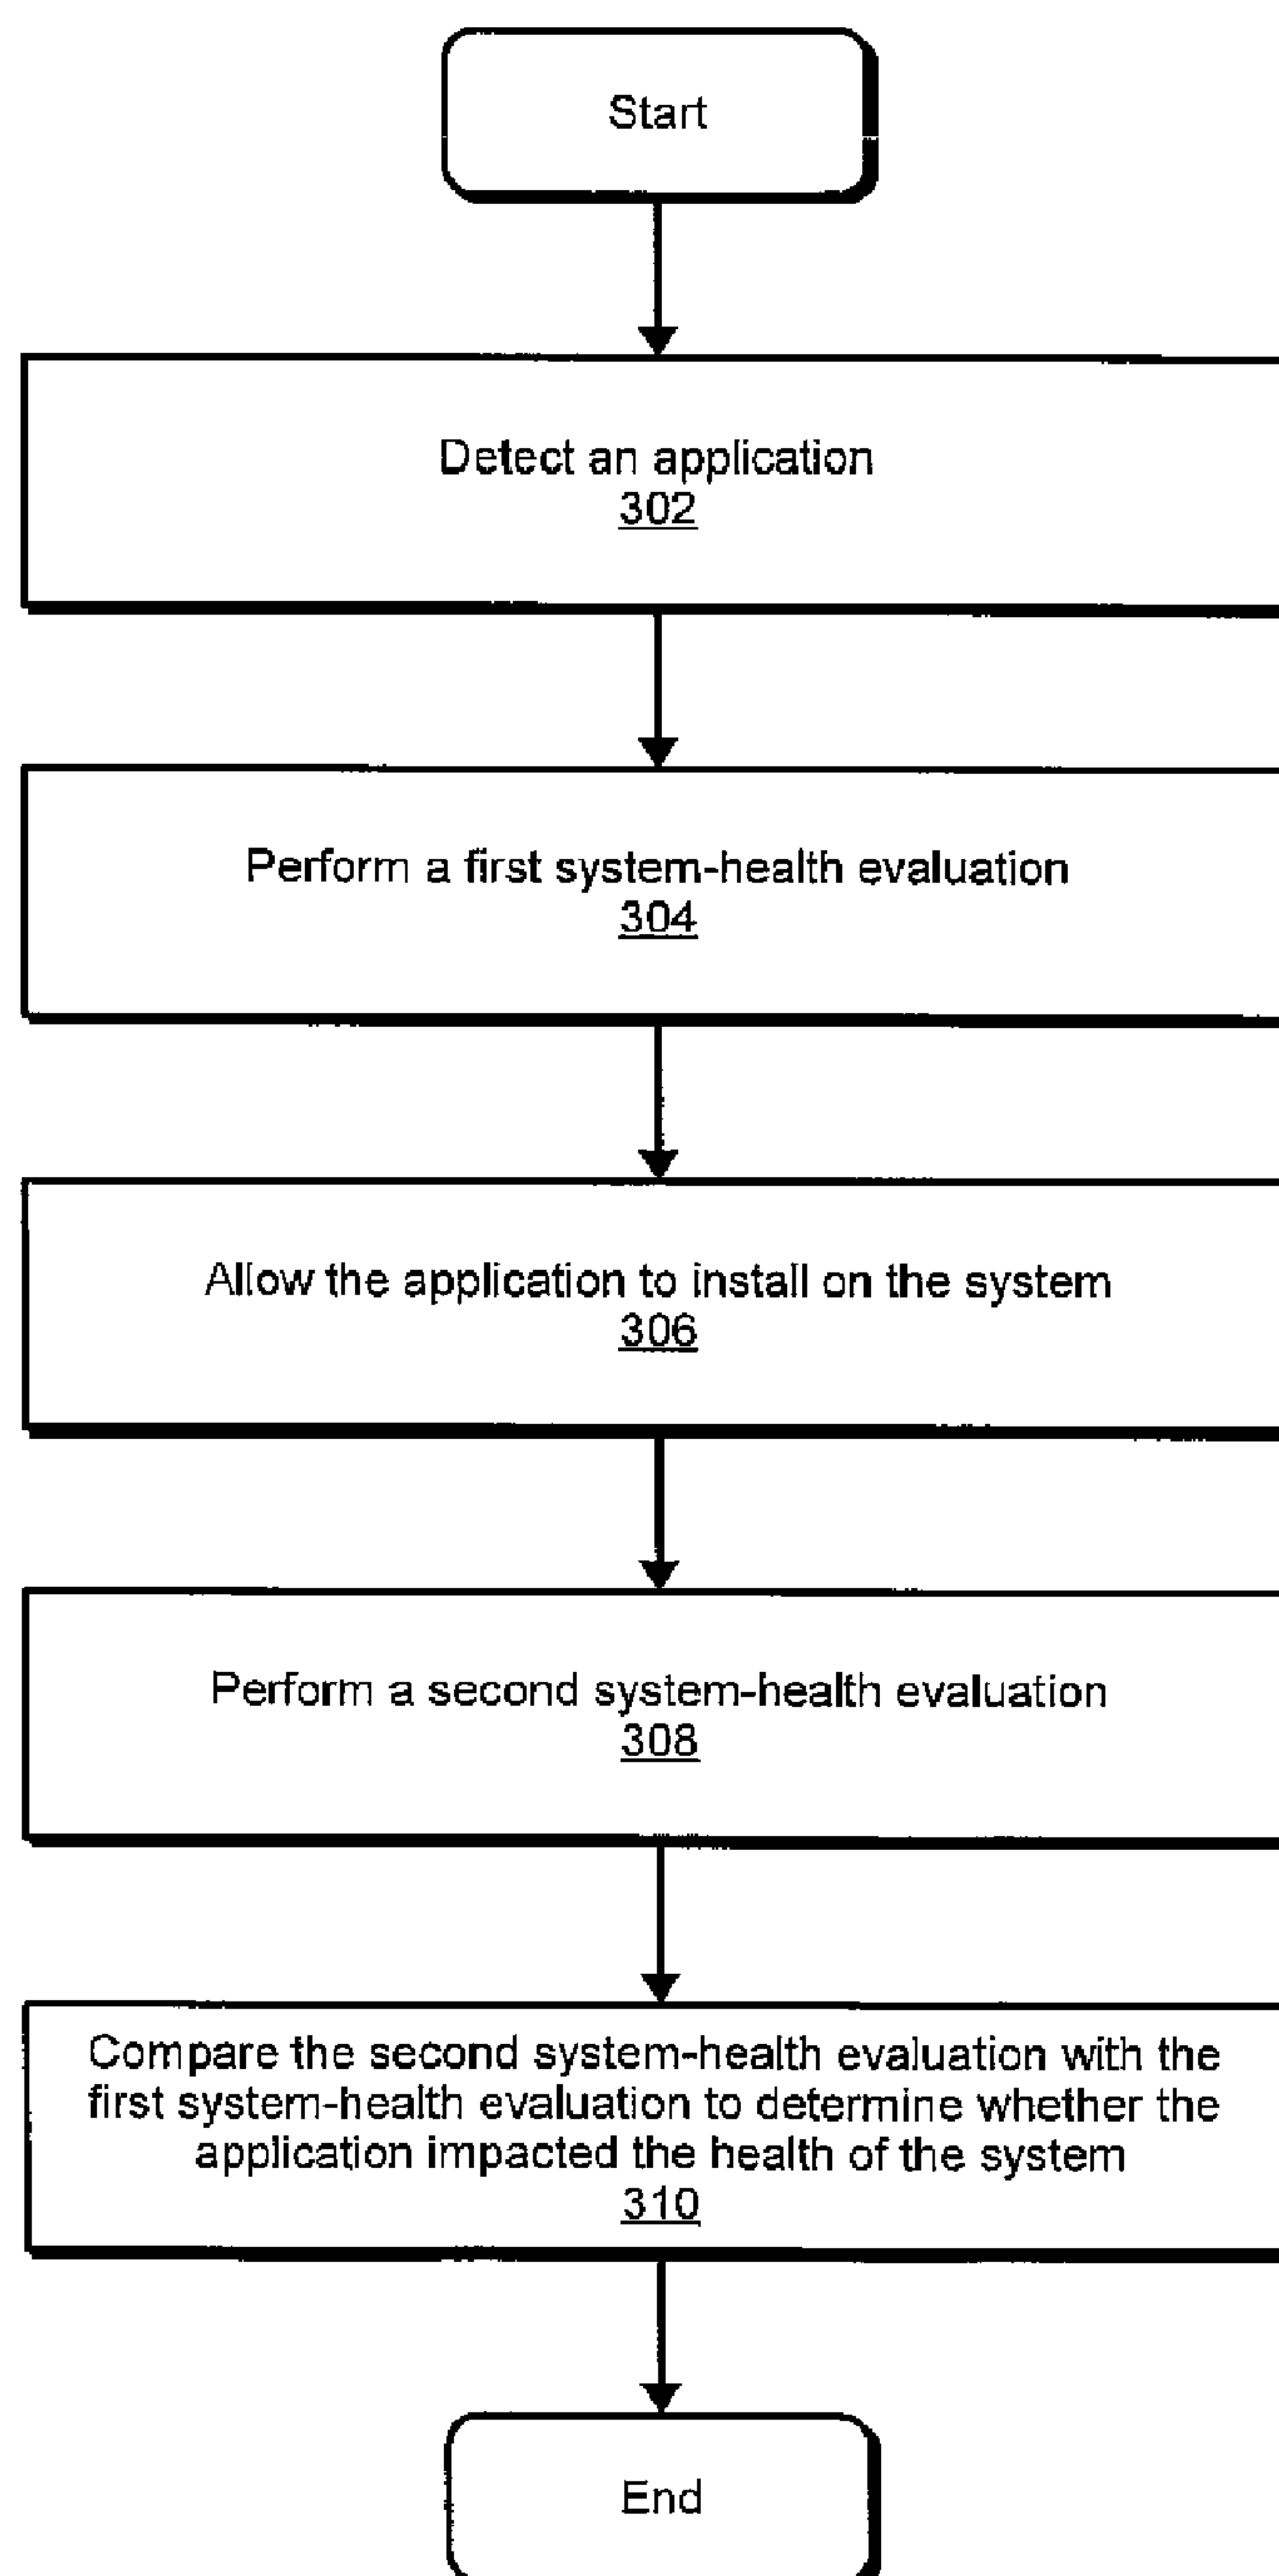 Start
Detect an application
302
Perform a first system-health evaluation
304
Allow the application to install on the system
306
Perform a second system-health evaluation
308
Compare the second system-health evaluation with the
first system-health evaluation to determine whether the
application impacted the health of the system
310
End